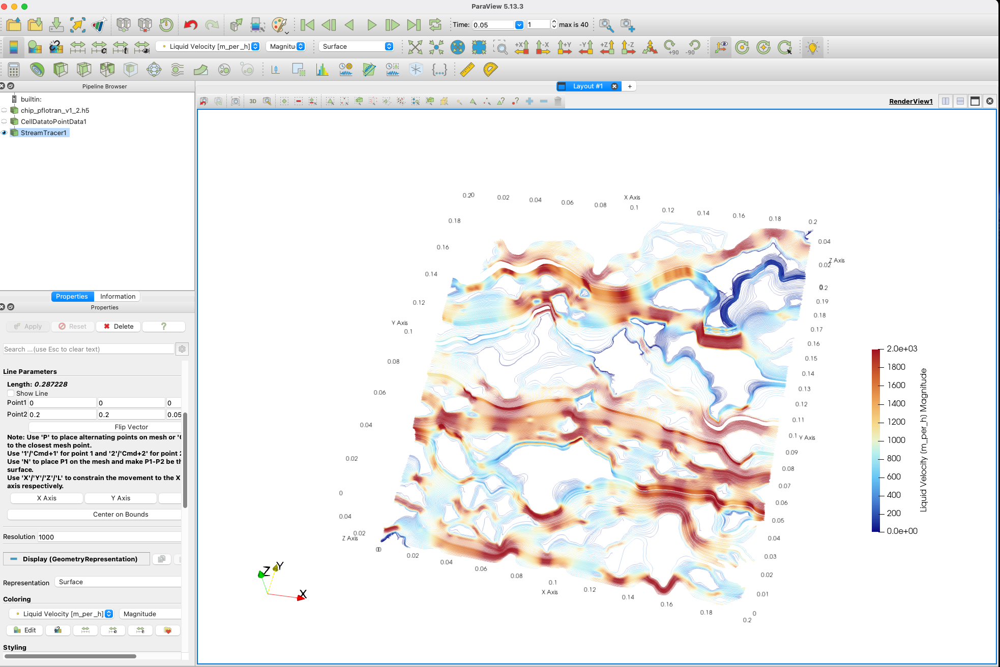 ParaView 5.13.3
Time: 0.05 1 max is 40
Liquid Velocity [m_per_h] Magnitu Surface
+X -X +Y -Y +Z -Z +90 -90
Pipeline Browser
builtin:
chip_pflotran_v1_2.h5
CellDatatoPointData1
StreamTracer1
Properties Information
Properties
Apply Reset Delete ?
Search ... (use Esc to clear text)
Line Parameters
Length: 0.287228
Show Line
Point1 0 0 0
Point2 0.2 0.2 0.05
Flip Vector
Note: Use 'P' to place alternating points on mesh or
to the closest mesh point.
Use '1'/'Cmd+1' for point 1 and '2'/'Cmd+2' for point
Use 'N' to place P1 on the mesh and make P1-P2 be
surface.
Use 'X'/'Y'/'Z'/'L' to constrain the movement to the X
axis respectively.
X Axis Y Axis
Center on Bounds
Resolution 1000
Display (GeometryRepresentation)
Representation Surface
Coloring
Liquid Velocity [m_per_h] Magnitude
Edit
Styling
Layout #1 +
3D
RenderView1
0.2 0 0.02 0.04 0.06 0.08 0.1 0.12 0.14 0.16 0.18 0.2
X Axis
0.18
0.16
0.14
0.12
Y Axis
0.1
0.08
0.06
0.04
0.02
0
0.04
0.02
Z Axis
0
0.02
0.04
0.06
0.08
0.1
X Axis
0.12
0.14
0.16
0.18
0.2
0
0.04
0.02
Z Axis
0
0.2
0.19
0.18
0.17
0.16
0.15
0.14
0.13
0.12
0.11
0.1 Y Axis
0.09
0.08
0.07
0.06
0.05
0.04
0.03
0.02
0.01
2.0e+03
1800
1600
1400
1200
1000
800
600
400
200
0.0e+00
Liquid Velocity (m_per_h) Magnitude
Z Y
X